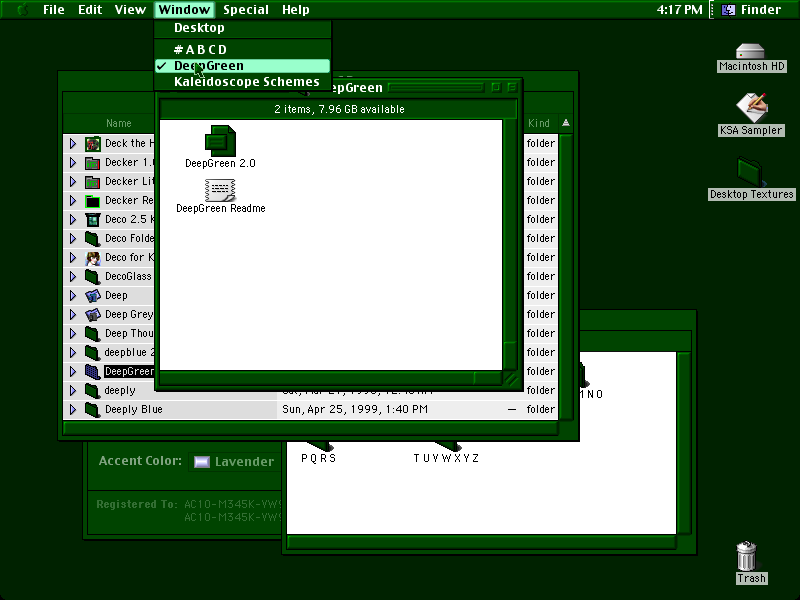 File Edit View Window Special Help 4:17 PM Finder
Desktop
# A B C D
DeepGreen
Kaleidoscope Schemes
Macintosh HD
KSA Sampler
Desktop Textures
Trash
2 items, 7.96 GB available
DeepGreen 2.0
DeepGreen Readme
Name Kind
Deck the folder
Decker 1. folder
Decker Lit folder
Decker Re folder
Deco 2.5 folder
Deco Folde folder
Deco for K folder
DecoGlass folder
Deep folder
Deep Grey folder
Deep Thou folder
deepblue 2 folder
DeepGreen folder
deeply folder
Deeply Blue Sun, Apr 25, 1999, 1:40 PM — folder
P Q R S
T U V W X Y Z
Accent Color: Lavender
Registered To: AC10-M345K-YW
AC10-M345K-YW